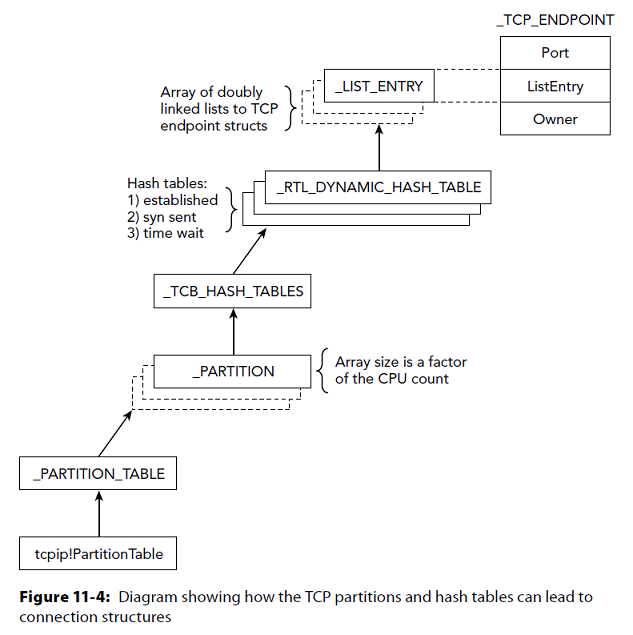 _TCP_ENDPOINT
Port
ListEntry
Owner
_LIST_ENTRY
Array of doubly
linked lists to TCP
endpoint structs
_RTL_DYNAMIC_HASH_TABLE
Hash tables:
1) established
2) syn sent
3) time wait
_TCB_HASH_TABLES
_PARTITION
Array size is a factor
of the CPU count
_PARTITION_TABLE
tcpip!PartitionTable
Figure 11-4: Diagram showing how the TCP partitions and hash tables can lead to
connection structures